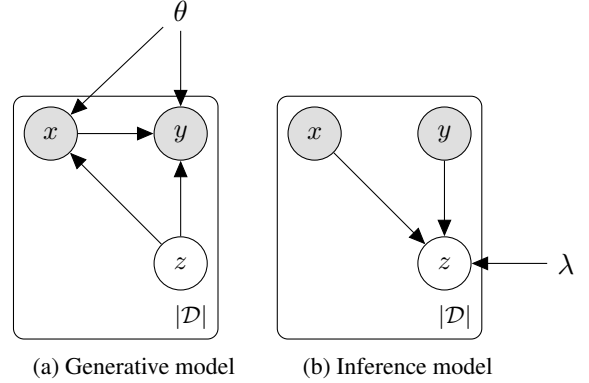 θ
x y x y
z z λ
|𝒟| |𝒟|
(a) Generative model (b) Inference model